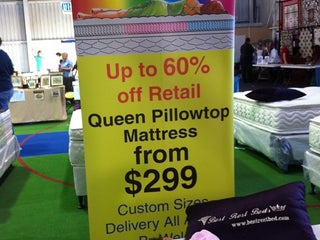 Up to 60%
off Retail
Queen Pillowtop
Mattress
from
$299
Custom Sizes
Delivery All
Best Rest Bed
www.bestrestbed.com